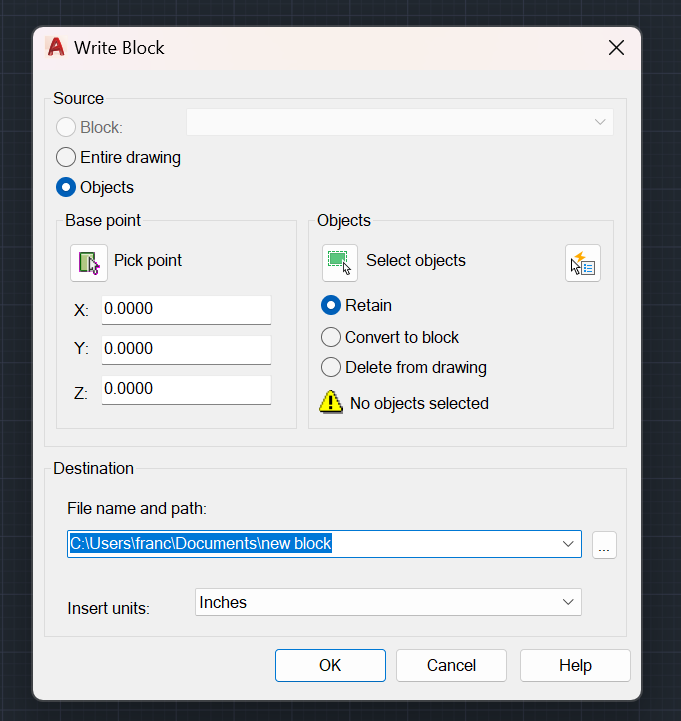 Write Block
Source
Block:
Entire drawing
Objects
Base point
Pick point
X: 0.0000
Y: 0.0000
Z: 0.0000
Objects
Select objects
Retain
Convert to block
Delete from drawing
No objects selected
Destination
File name and path:
C:\Users\franc\Documents\new block
...
Insert units: Inches
OK Cancel Help